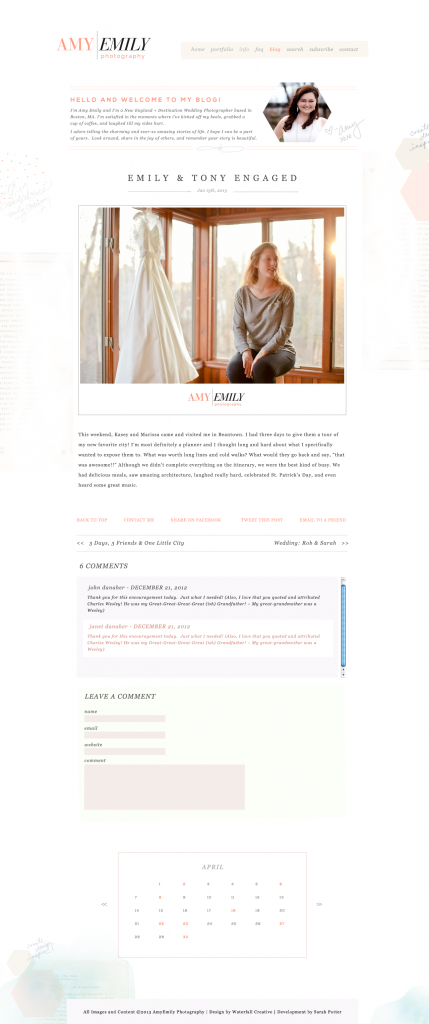 AMY EMILY
photography
home portfolio info faq blog search subscribe contact
HELLO AND WELCOME TO MY BLOG!
I'm Amy Emily and I'm a New England + Destination Wedding Photographer based in
Boston, MA. I'm satisfied in the moments where i've kicked off my heels, grabbed a
cup of coffee, and laughed till my sides hurt.
I adore telling the charming and ever-so amazing stories of life. I hope I can be a part
of yours. Look around, share in the joy of others, and remember your story is beautiful.
EMILY & TONY ENGAGED
Jan 17th, 2013
AMY EMILY
photography
This weekend, Kasey and Marissa came and visited me in Beantown. I had three days to give them a tour of
my new favorite city! I'm most definitely a planner and I thought long and hard about what I specifically
wanted to expose them to. What was worth long lines and cold walks? What would they go back and say, "that
was awesome!!" Although we didn't complete everything on the itinerary, we were the best kind of busy. We
had delicious meals, saw amazing architecture, laughed really hard, celebrated St. Patrick's Day, and even
heard some great music.
BACK TO TOP CONTACT ME SHARE ON FACEBOOK TWEET THIS POST EMAIL TO A FRIEND
<< 3 Days, 3 Friends & One Little City Wedding: Rob & Sarah >>
6 COMMENTS
john donaher - DECEMBER 21, 2012
Thank you for this encouragement today. Just what I needed! (Also, I love that you quoted and attributed
Charles Wesley! He was my Great-Great-Great-Great (ish) Grandfather! – My great-grandmother was a
Wesley)
janet donaher - DECEMBER 21, 2012
Thank you for this encouragement today. Just what I needed! (Also, I love that you quoted and attributed
Charles Wesley! He was my Great-Great-Great-Great (ish) Grandfather! – My great-grandmother was a
Wesley)
LEAVE A COMMENT
name
email
website
comment
APRIL
1 2 3 4 5 6
<< 7 8 9 10 11 12 13 >>
14 15 16 17 18 19 20
21 22 23 24 25 26 27
28 29 30
All Images and Content ©2013 AmyEmily Photography | Design by Waterfall Creative | Development by Sarah Potter